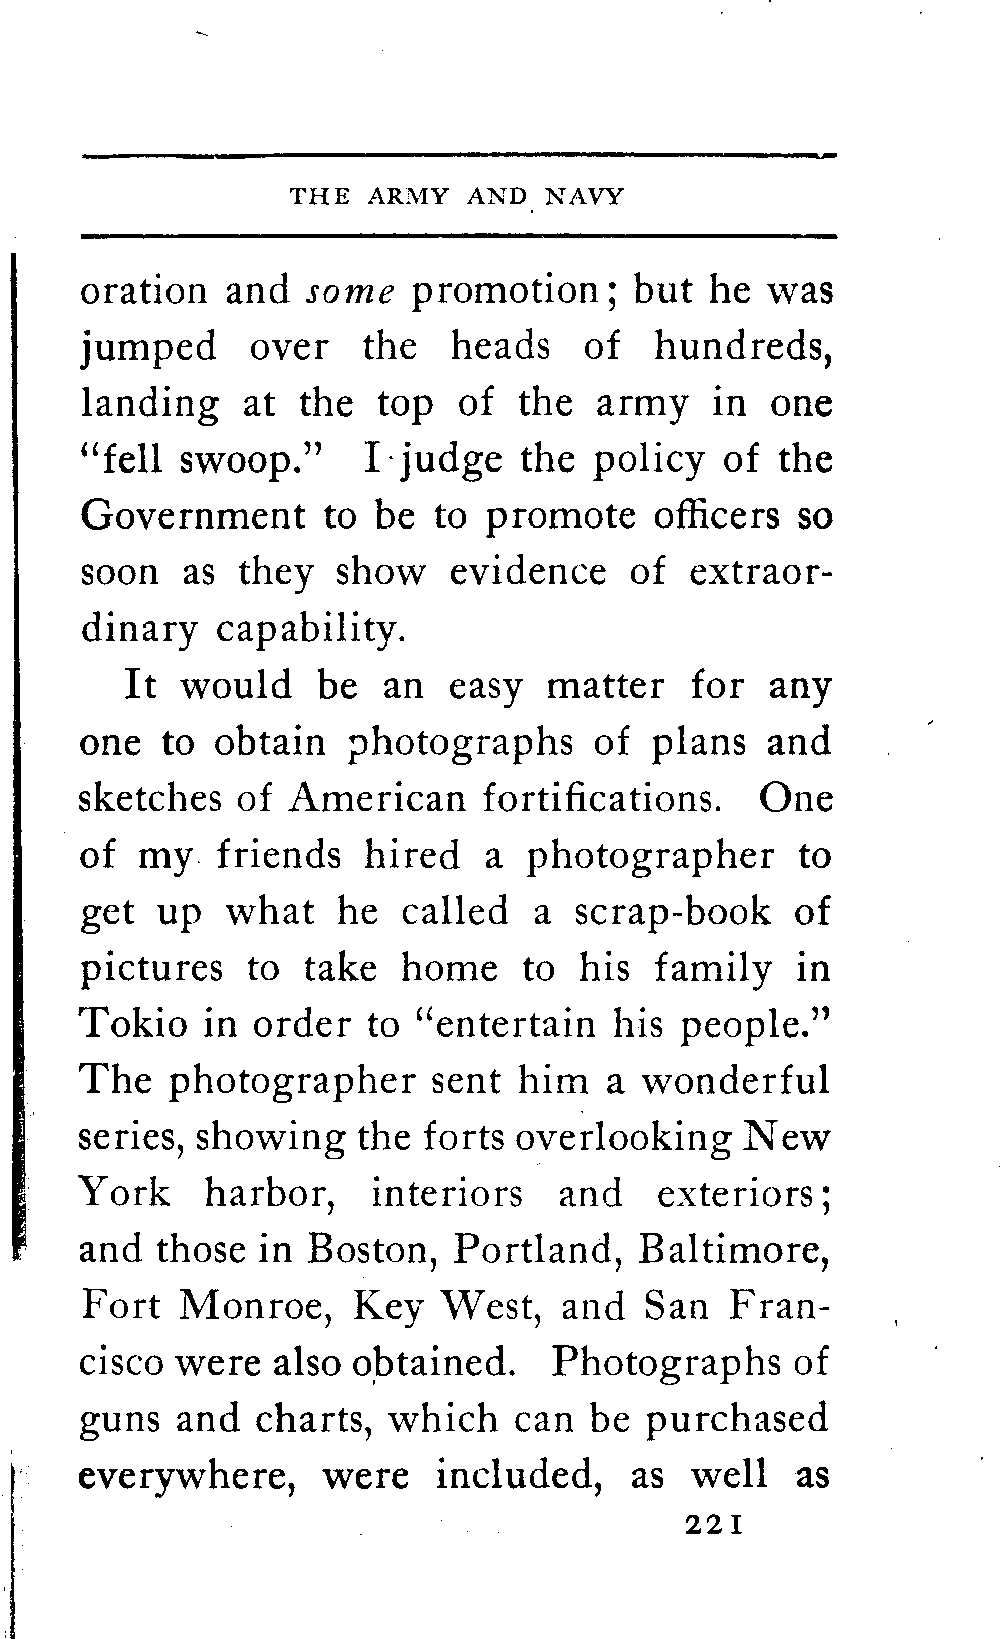 THE ARMY AND NAVY
oration and some promotion; but he was
jumped over the heads of hundreds,
landing at the top of the army in one
“fell swoop.” I judge the policy of the
Government to be to promote officers so
soon as they show evidence of extraor-
dinary capability.
It would be an easy matter for any
one to obtain photographs of plans and
sketches of American fortifications. One
of my friends hired a photographer to
get up what he called a scrap-book of
pictures to take home to his family in
Tokio in order to “entertain his people.”
The photographer sent him a wonderful
series, showing the forts overlooking New
York harbor, interiors and exteriors;
and those in Boston, Portland, Baltimore,
Fort Monroe, Key West, and San Fran-
cisco were also obtained. Photographs of
guns and charts, which can be purchased
everywhere, were included, as well as
221